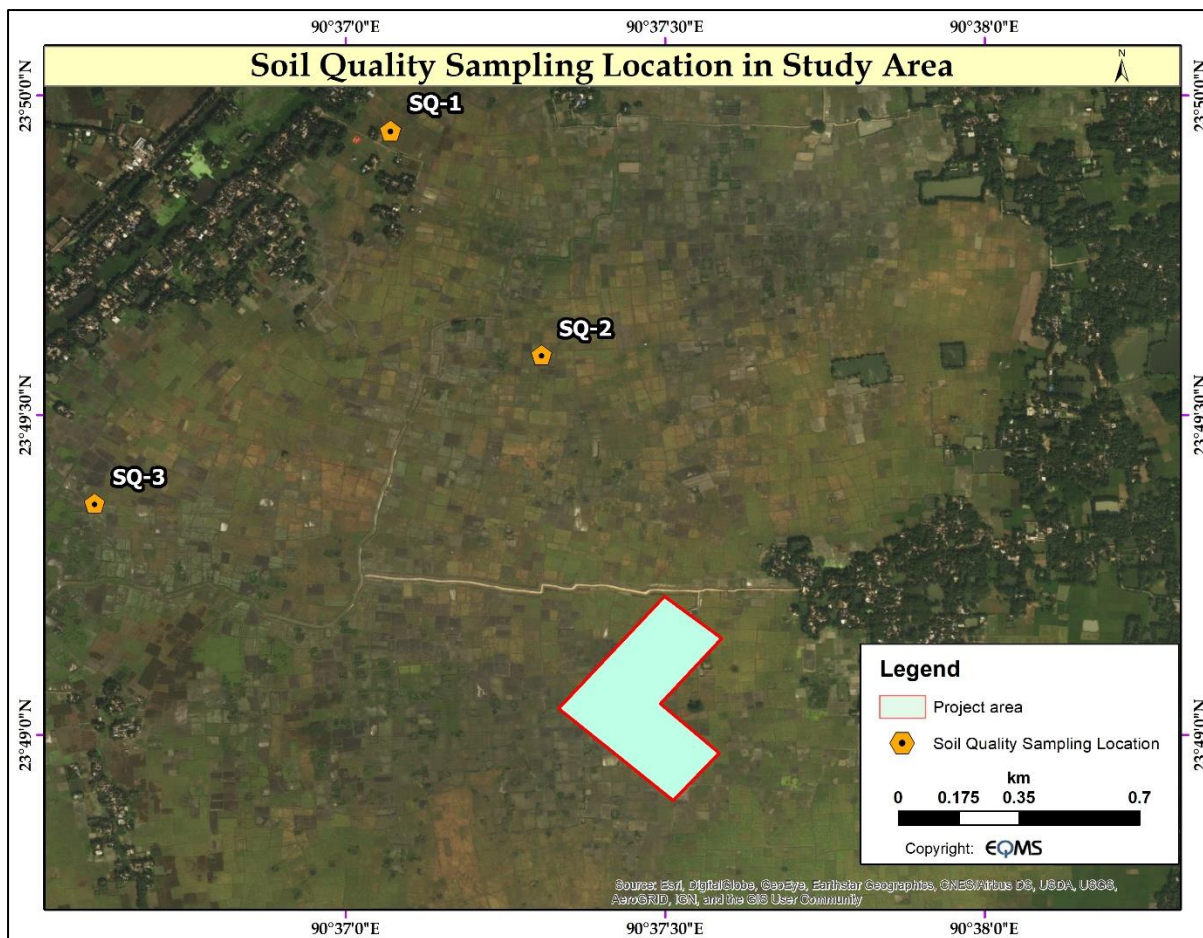 90°37'0"E 90°37'30"E 90°38'0"E
Soil Quality Sampling Location in Study Area
N
23°50'0"N 23°50'0"N
SQ-1
SQ-2
23°49'30"N 23°49'30"N
SQ-3
Legend
Project area
23°49'0"N 23°49'0"N
Soil Quality Sampling Location
km
0 0.175 0.35 0.7
Copyright: EQMS
Source: Esri, DigitalGlobe, GeoEye, Earthstar Geographics, CNES/Airbus DS, USDA, USGS,
AeroGRID, IGN, and the GIS User Community
90°37'0"E 90°37'30"E 90°38'0"E